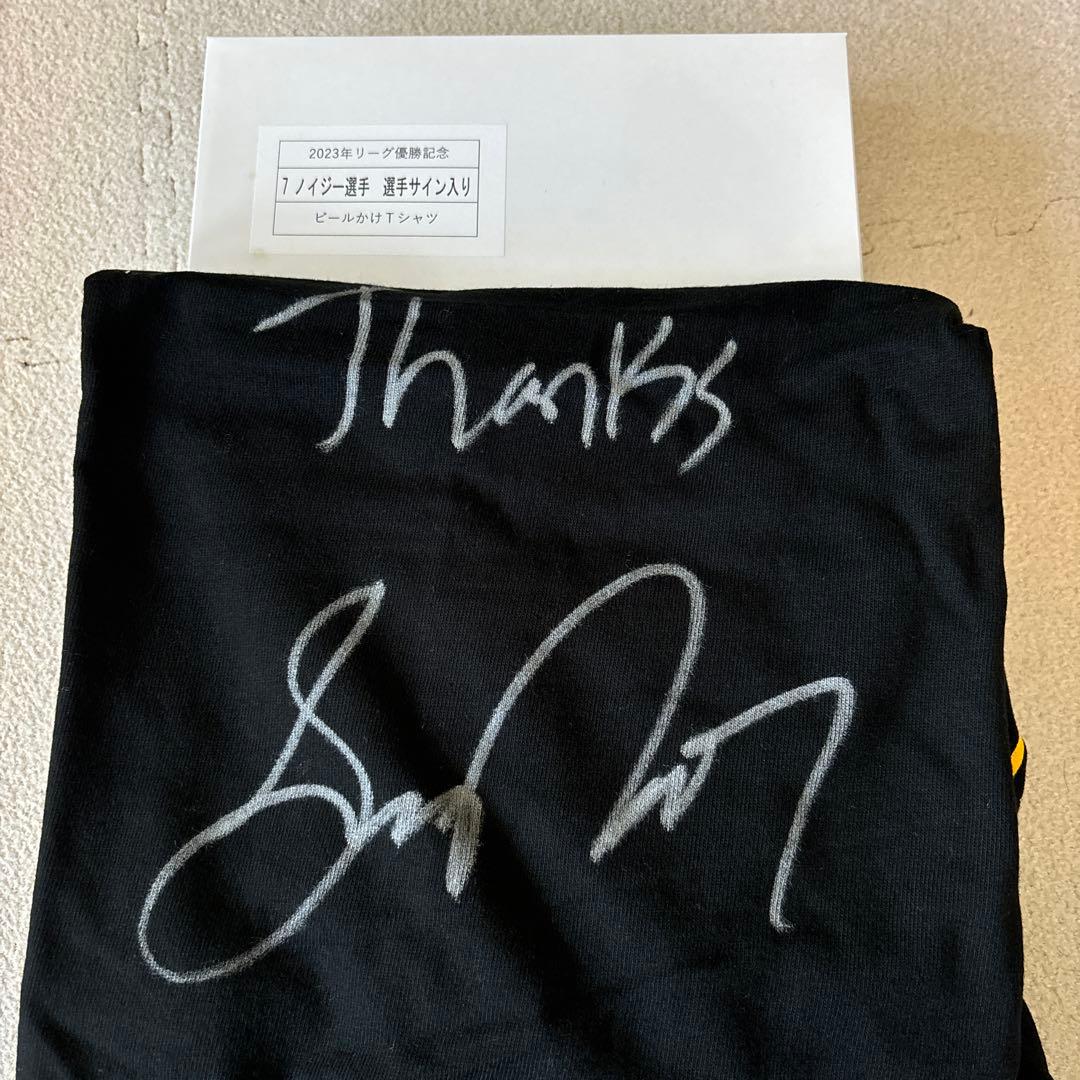 2023年リーグ優勝記念
7 ノイジー選手 選手サイン入り
ビールかけTシャツ
Thanks